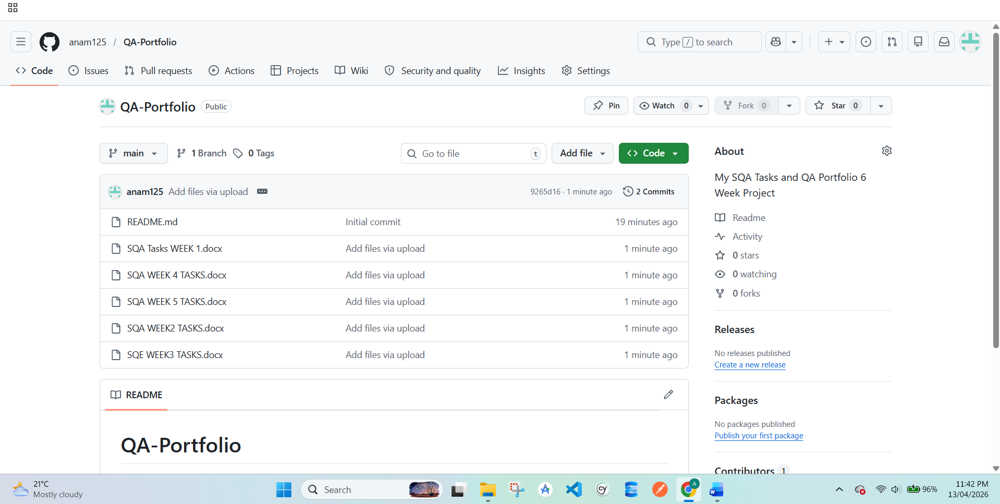 anam125 / QA-Portfolio
Type / to search
Code Issues Pull requests Actions Projects Wiki Security and quality Insights Settings
QA-Portfolio Public
Pin Watch 0 Fork 0 Star 0
main 1 Branch 0 Tags Go to file t Add file Code
anam125 Add files via upload 9265d16 · 1 minute ago 2 Commits
README.md Initial commit 19 minutes ago
SQA Tasks WEEK 1.docx Add files via upload 1 minute ago
SQA WEEK 4 TASKS.docx Add files via upload 1 minute ago
SQA WEEK 5 TASKS.docx Add files via upload 1 minute ago
SQA WEEK2 TASKS.docx Add files via upload 1 minute ago
SQE WEEK3 TASKS.docx Add files via upload 1 minute ago
README
QA-Portfolio
About
My SQA Tasks and QA Portfolio 6
Week Project
Readme
Activity
0 stars
0 watching
0 forks
Releases
No releases published
Create a new release
Packages
No packages published
Publish your first package
Contributors 1
21°C
Mostly cloudy
Search
CY
A
W
96%
11:42 PM
13/04/2026